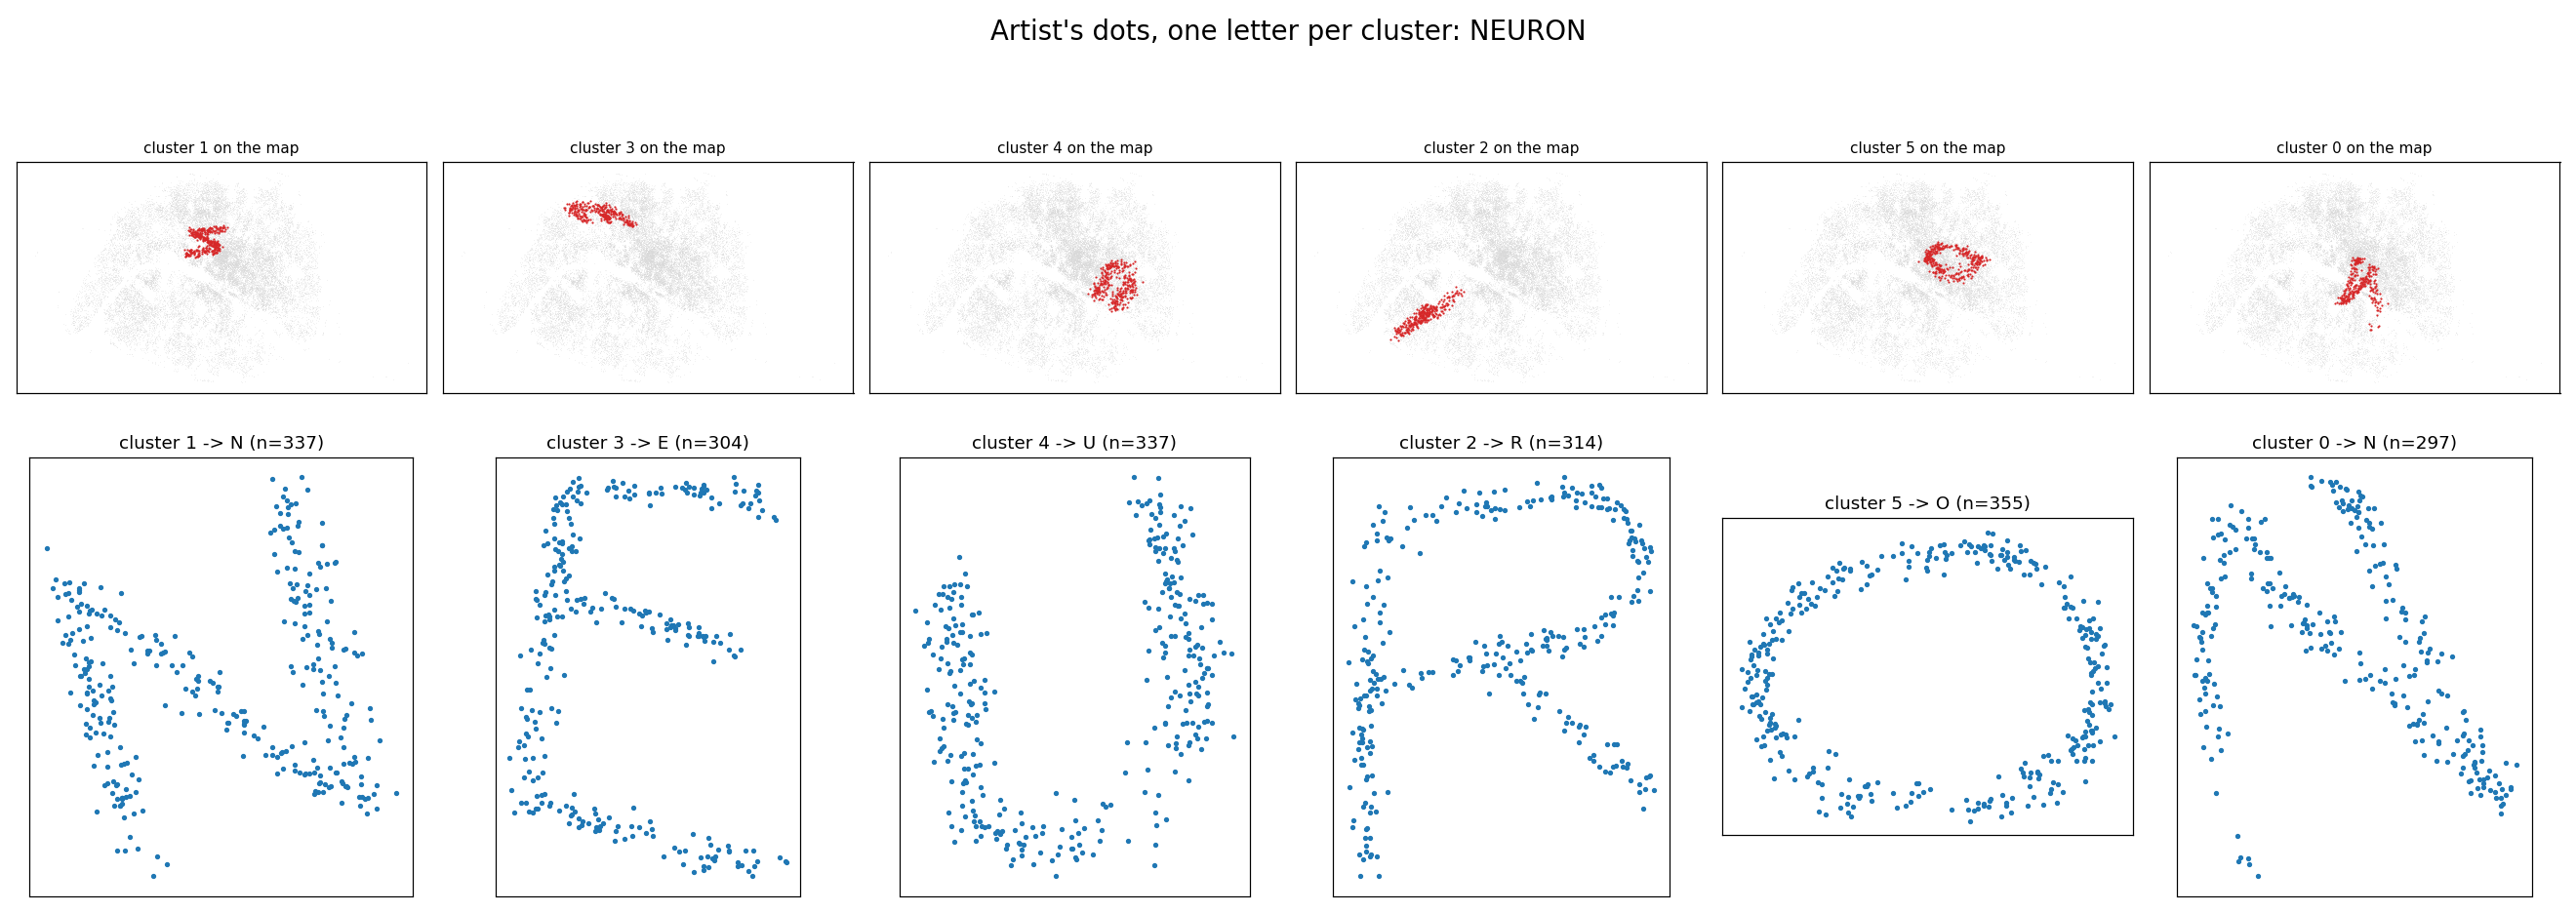 Artist's dots, one letter per cluster: NEURON
cluster 1 on the map
cluster 3 on the map
cluster 4 on the map
cluster 2 on the map
cluster 5 on the map
cluster 0 on the map
cluster 1 -> N (n=337)
cluster 3 -> E (n=304)
cluster 4 -> U (n=337)
cluster 2 -> R (n=314)
cluster 5 -> O (n=355)
cluster 0 -> N (n=297)
N
E
U
R
O
N